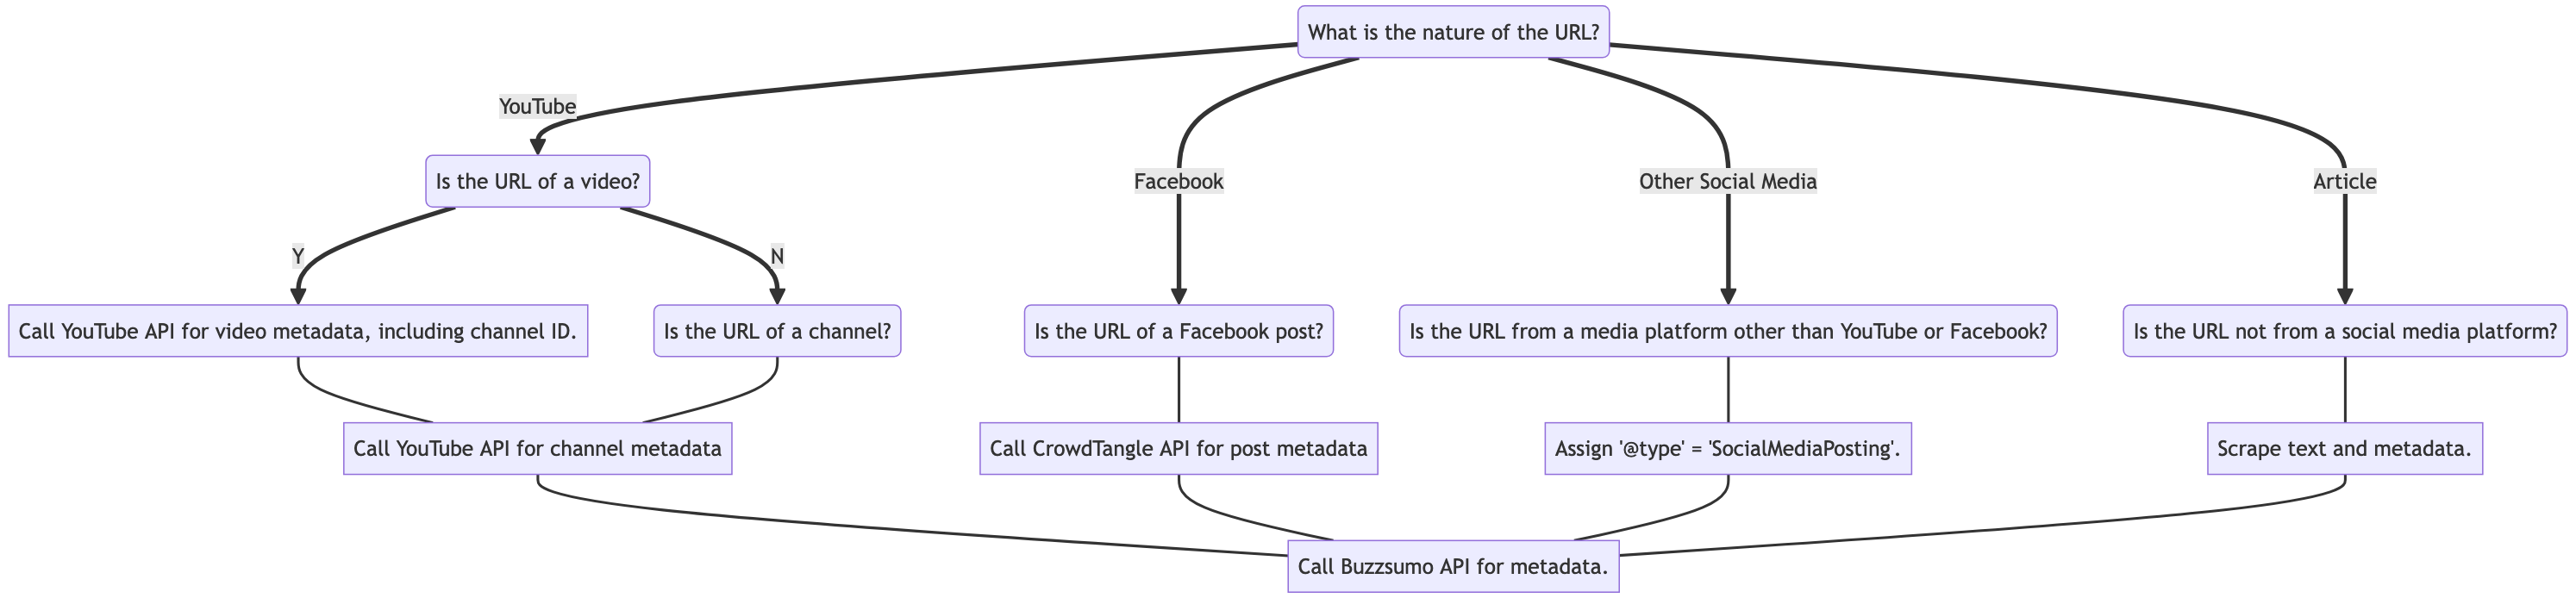 What is the nature of the URL?
YouTube
Is the URL of a video?
Facebook
Other Social Media
Article
Y
N
Call YouTube API for video metadata, including channel ID.
Is the URL of a channel?
Is the URL of a Facebook post?
Is the URL from a media platform other than YouTube or Facebook?
Is the URL not from a social media platform?
Call YouTube API for channel metadata
Call CrowdTangle API for post metadata
Assign '@type' = 'SocialMediaPosting'.
Scrape text and metadata.
Call Buzzsumo API for metadata.